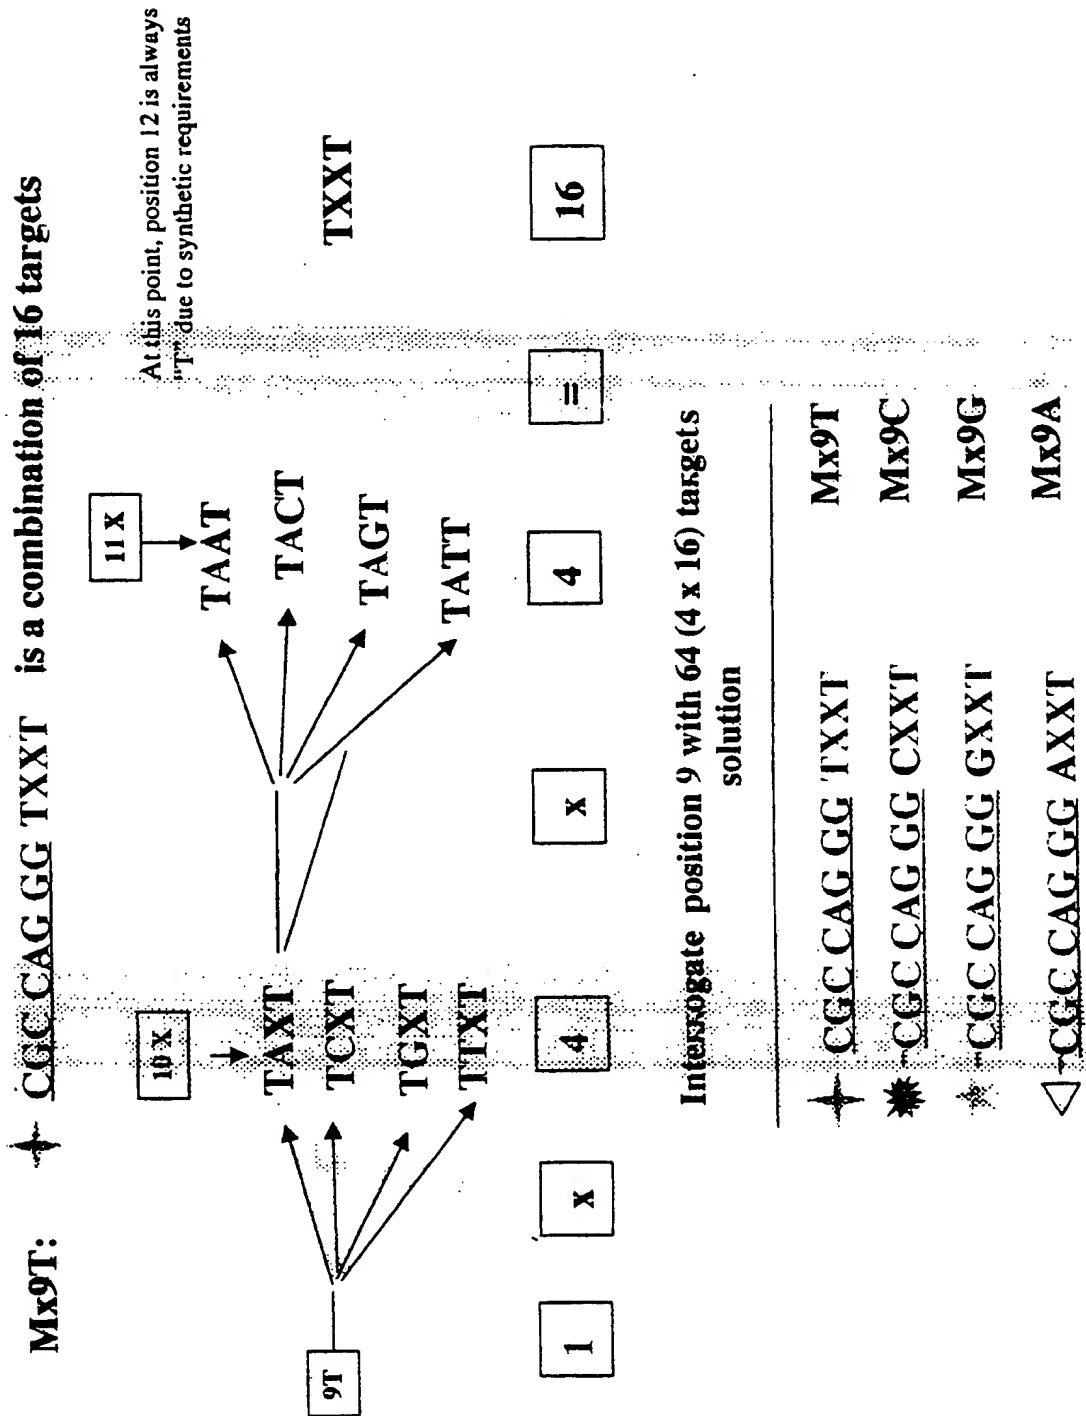 Mx9T: CGC CAG GG TXXT is a combination of 16 targets
At this point, position 12 is always
"T" due to synthetic requirements
10 X
11 X
9T
TAXT
TCXT
TGXT
TTXT
TAAT
TACT
TAGT
TATT
TXXT
1 x 4 x 4 = 16
Interrogate position 9 with 64 (4 x 16) targets
solution
CGC CAG GG TXXT Mx9T
CGC CAG GG CXXT Mx9C
CGC CAG GG GXXT Mx9G
CGC CAG GG AXXT Mx9A